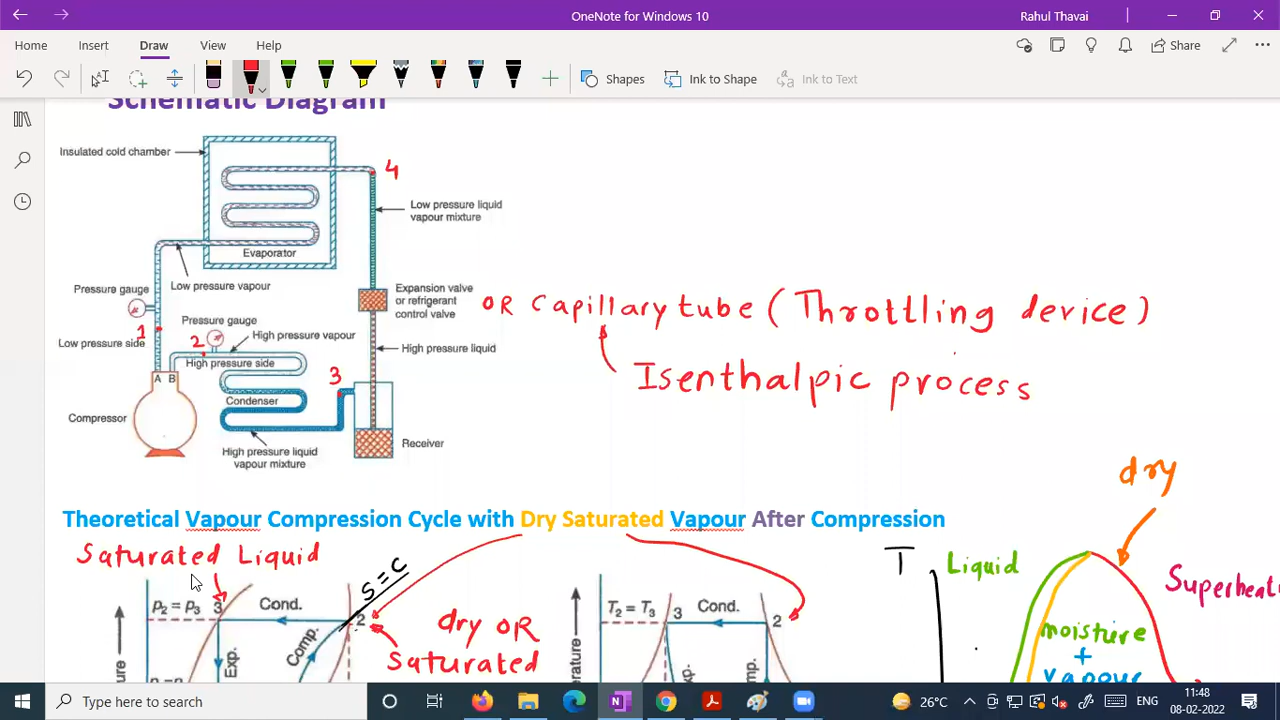 OneNote for Windows 10
Rahul Thavai
Home Insert Draw View Help
Share
Shapes
Ink to Shape
Ink to Text
Schematic Diagram
Insulated cold chamber
4
Low pressure liquid
vapour mixture
Evaporator
Low pressure vapour
Pressure gauge
Expansion valve
or refrigerant
control valve
OR Capillary tube (Throttling device)
Isenthalpic process
1
Low pressure side
Pressure gauge
2
High pressure vapour
High pressure side
High pressure liquid
3
A B
Condenser
Compressor
Receiver
High pressure liquid
vapour mixture
dry
Theoretical Vapour Compression Cycle with Dry Saturated Vapour After Compression
Saturated Liquid
S = C
p2 = p3 3 Cond. 2
Comp.
Exp.
dry OR
Saturated
T2 = T3 3 Cond. 2
T
Liquid
moisture
+
vapour
Type here to search
26°C
ENG
11:48
08-02-2022